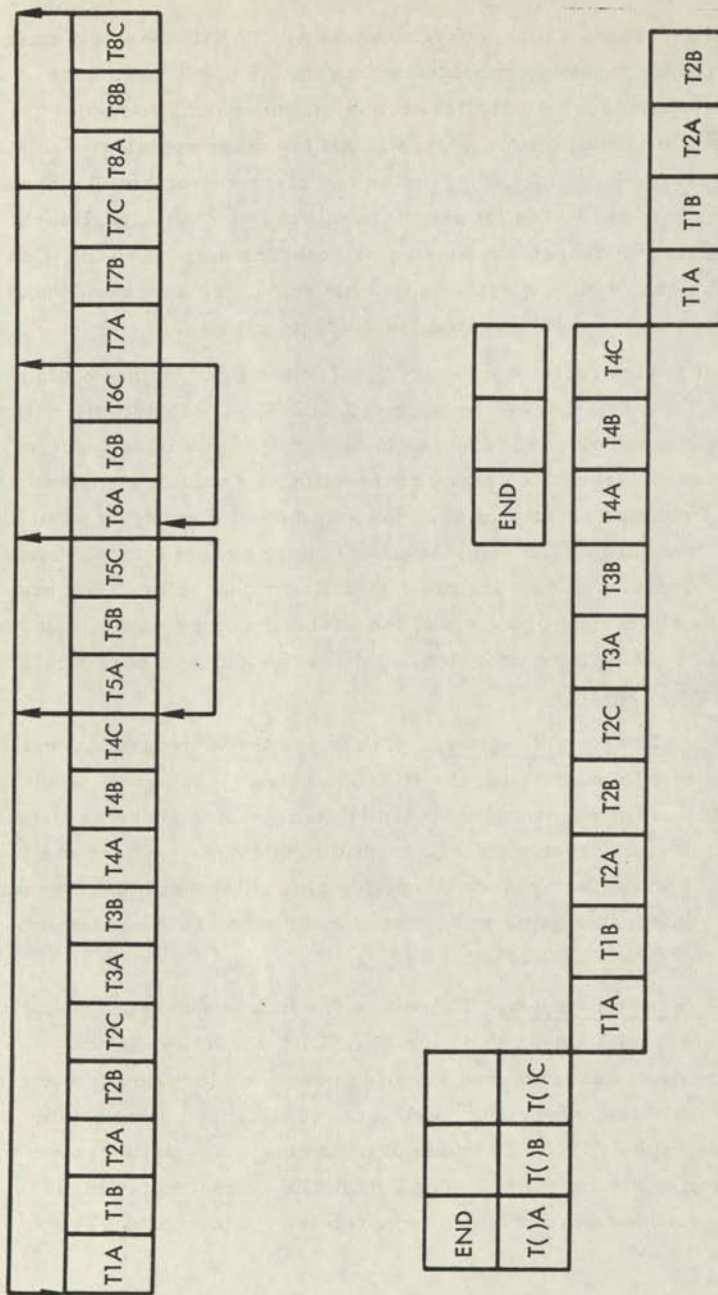 T1A T1B T2A T2B T2C T3A T3B T4A T4B T4C T5A T5B T5C T6A T6B T6C T7A T7B T7C T8A T8B T8C
END
END
T( )A T( )B T( )C
T1A T1B T2A T2B T2C T3A T3B T4A T4B T4C
T1A T1B T2A T2B